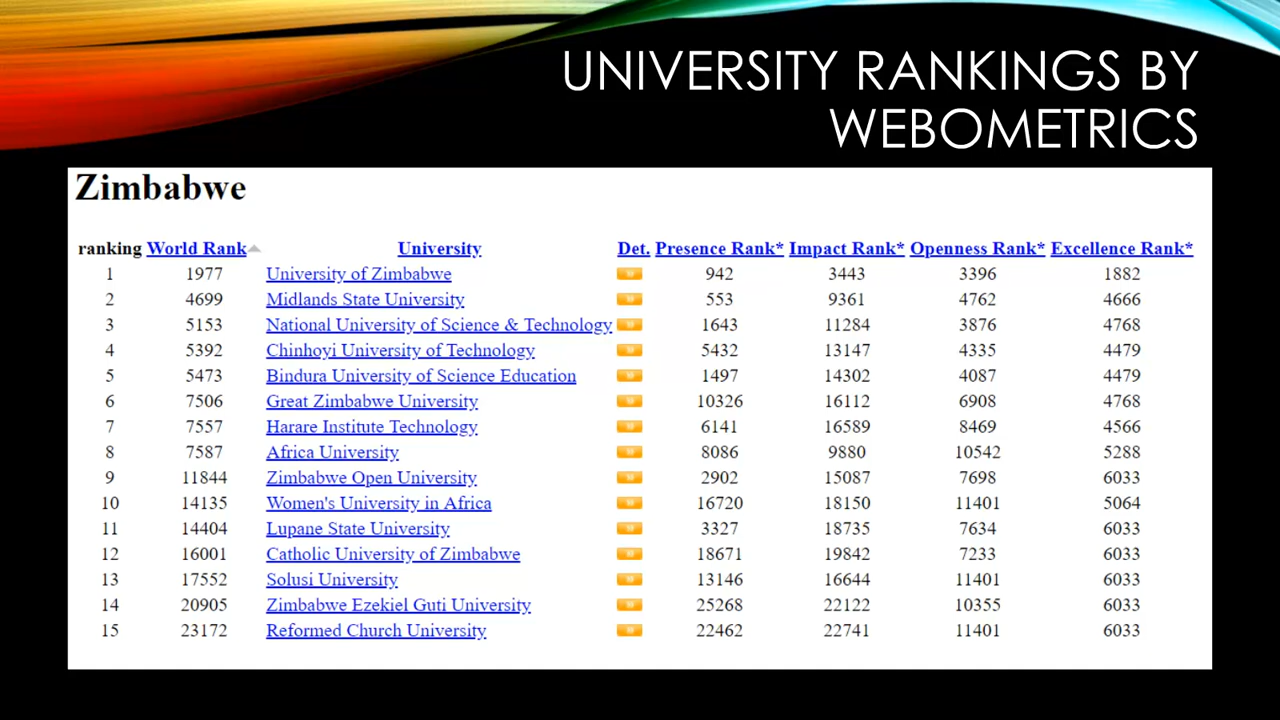 UNIVERSITY RANKINGS BY
WEBOMETRICS
Zimbabwe
ranking World Rank University Det. Presence Rank* Impact Rank* Openness Rank* Excellence Rank*
1 1977 University of Zimbabwe 942 3443 3396 1882
2 4699 Midlands State University 553 9361 4762 4666
3 5153 National University of Science & Technology 1643 11284 3876 4768
4 5392 Chinhoyi University of Technology 5432 13147 4335 4479
5 5473 Bindura University of Science Education 1497 14302 4087 4479
6 7506 Great Zimbabwe University 10326 16112 6908 4768
7 7557 Harare Institute Technology 6141 16589 8469 4566
8 7587 Africa University 8086 9880 10542 5288
9 11844 Zimbabwe Open University 2902 15087 7698 6033
10 14135 Women's University in Africa 16720 18150 11401 5064
11 14404 Lupane State University 3327 18735 7634 6033
12 16001 Catholic University of Zimbabwe 18671 19842 7233 6033
13 17552 Solusi University 13146 16644 11401 6033
14 20905 Zimbabwe Ezekiel Guti University 25268 22122 10355 6033
15 23172 Reformed Church University 22462 22741 11401 6033